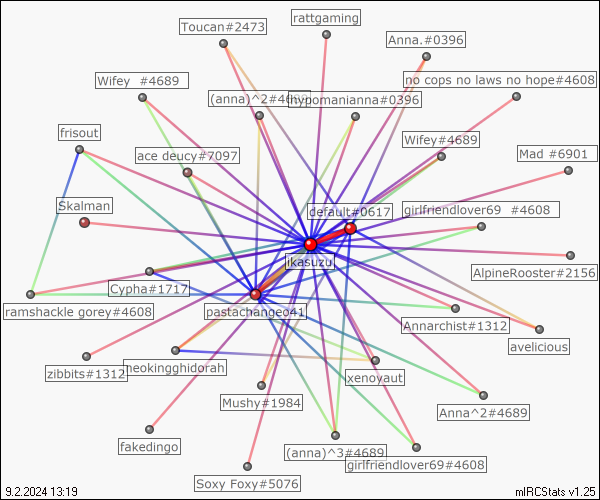 rattgaming
Toucan#2473
Anna.#0396
Wifey  #4689
no cops no laws no hope#4608
(anna)^2#4689
hypomanianna#0396
frisout
ace deucy#7097
Wifey#4689
Mad  #6901
Skalman
default#0617
girlfriendlover69  #4608
ikasuzu
AlpineRooster#2156
Cypha#1717
ramshackle gorey#4608
pastachangeo41
Annarchist#1312
avelicious
zibbits#1312
neokingghidorah
xenoyaut
Mushy#1984
Anna^2#4689
fakedingo
(anna)^3#4689
girlfriendlover69#4608
Soxy Foxy#5076
9.2.2024 13:19
mIRCStats v1.25